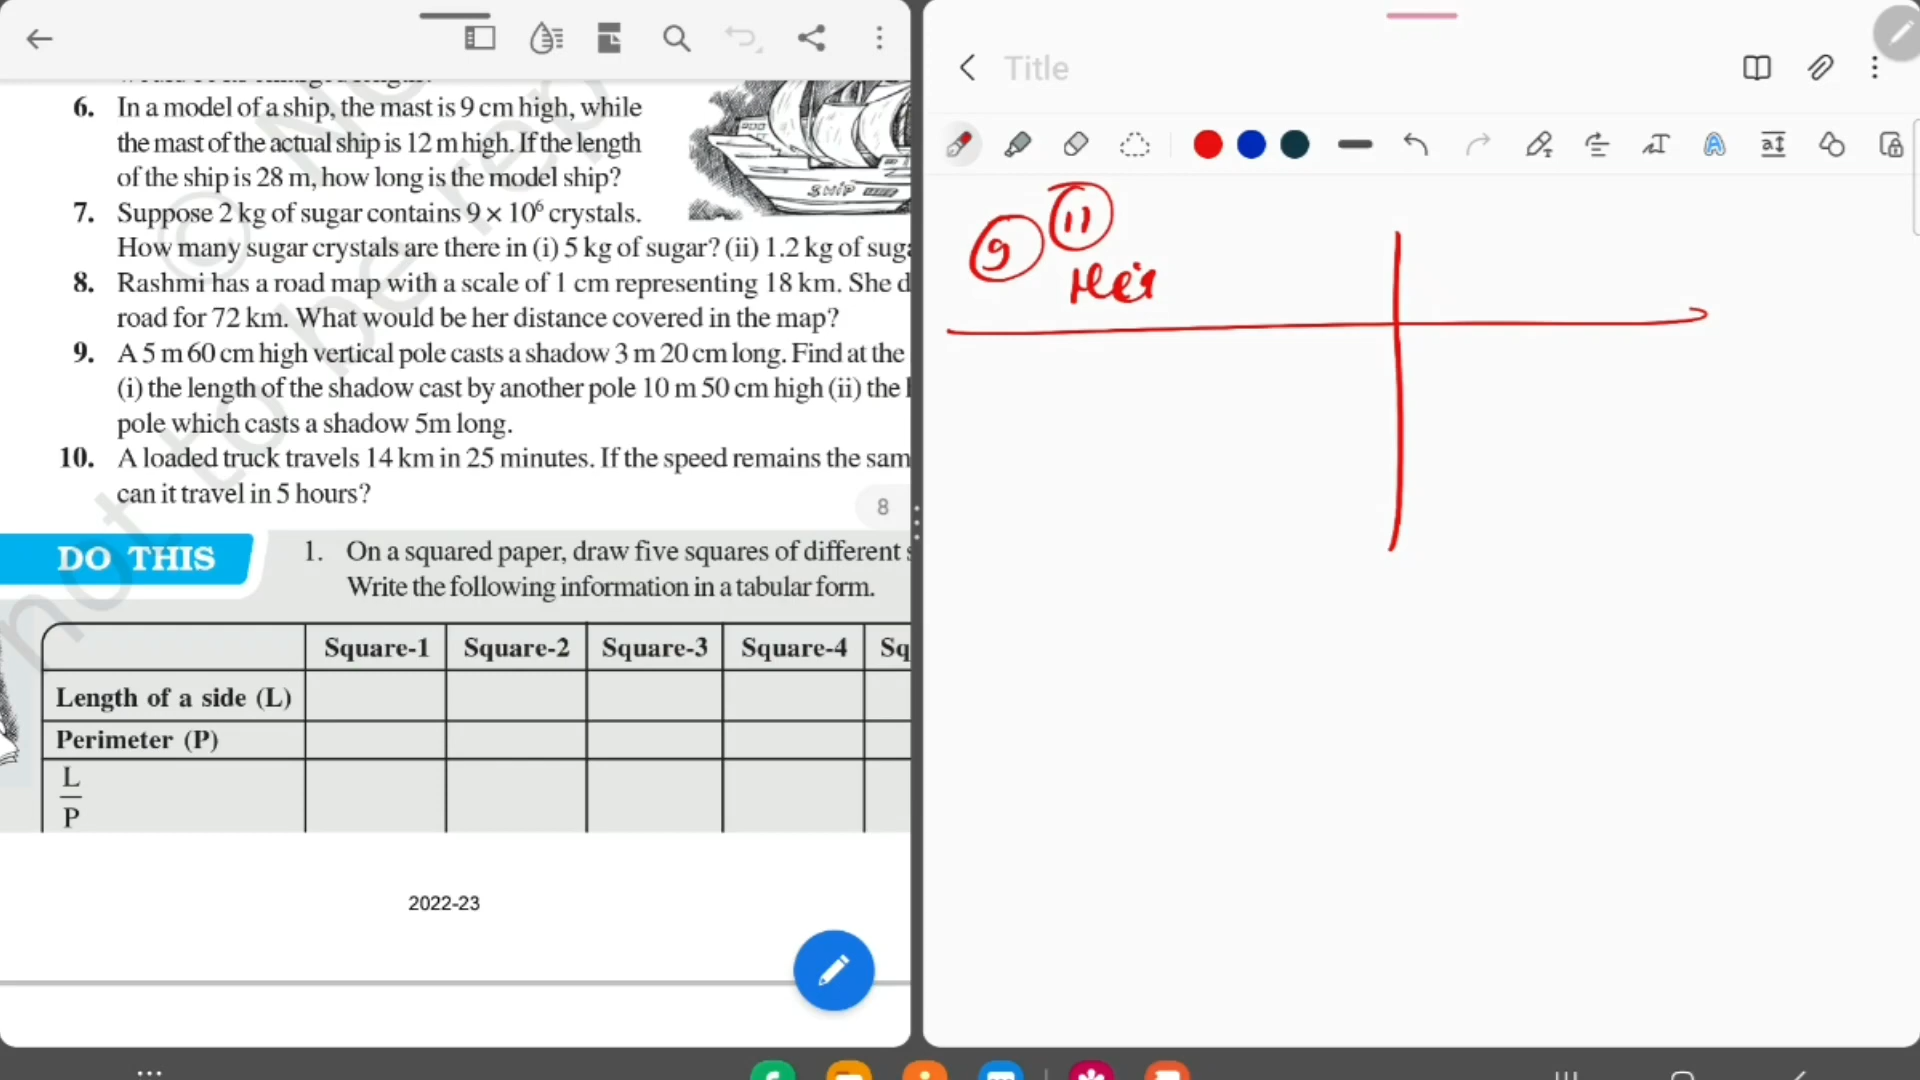 Title
6. In a model of a ship, the mast is 9 cm high, while
the mast of the actual ship is 12 m high. If the length
of the ship is 28 m, how long is the model ship?
SHIP
7. Suppose 2 kg of sugar contains 9 × 10⁶ crystals.
How many sugar crystals are there in (i) 5 kg of sugar? (ii) 1.2 kg of
8. Rashmi has a road map with a scale of 1 cm representing 18 km. She
road for 72 km. What would be her distance covered in the map?
9. A 5 m 60 cm high vertical pole casts a shadow 3 m 20 cm long. Find at the
(i) the length of the shadow cast by another pole 10 m 50 cm high (ii) the
pole which casts a shadow 5m long.
10. A loaded truck travels 14 km in 25 minutes. If the speed remains the sam
can it travel in 5 hours?
8
DO THIS
1. On a squared paper, draw five squares of different
Write the following information in a tabular form.
Square-1 Square-2 Square-3 Square-4 Sq
Length of a side (L)
Perimeter (P)
L
P
2022-23
not to be rep
9 ii
Hei